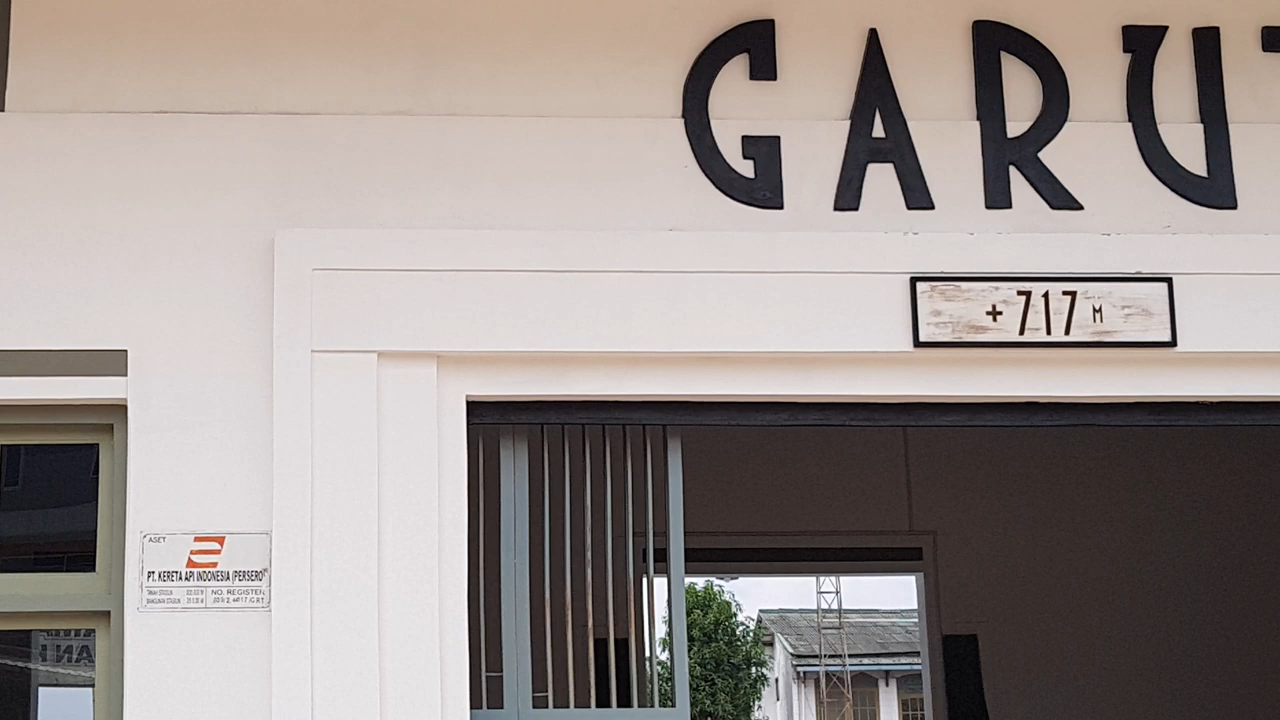 GARUT
+717 M
ASET
PT. KERETA API INDONESIA (PERSERO)
NO. REGISTER